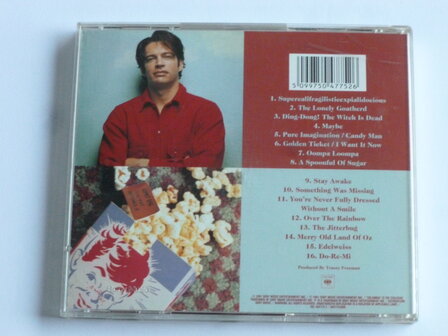 5099750477526
1. Supercalifragilisticexpialidocious
2. The Lonely Goatherd
3. Ding-Dong! The Witch Is Dead
4. Maybe
5. Pure Imagination / Candy Man
6. Golden Ticket / I Want It Now
7. Oompa Loompa
8. A Spoonful Of Sugar
9. Stay Awake
10. Something Was Missing
11. You're Never Fully Dressed
Without A Smile
12. Over The Rainbow
13. The Jitterbug
14. Merry Old Land Of Oz
15. Edelweiss
16. Do-Re-Mi
Produced By Tracey Freeman